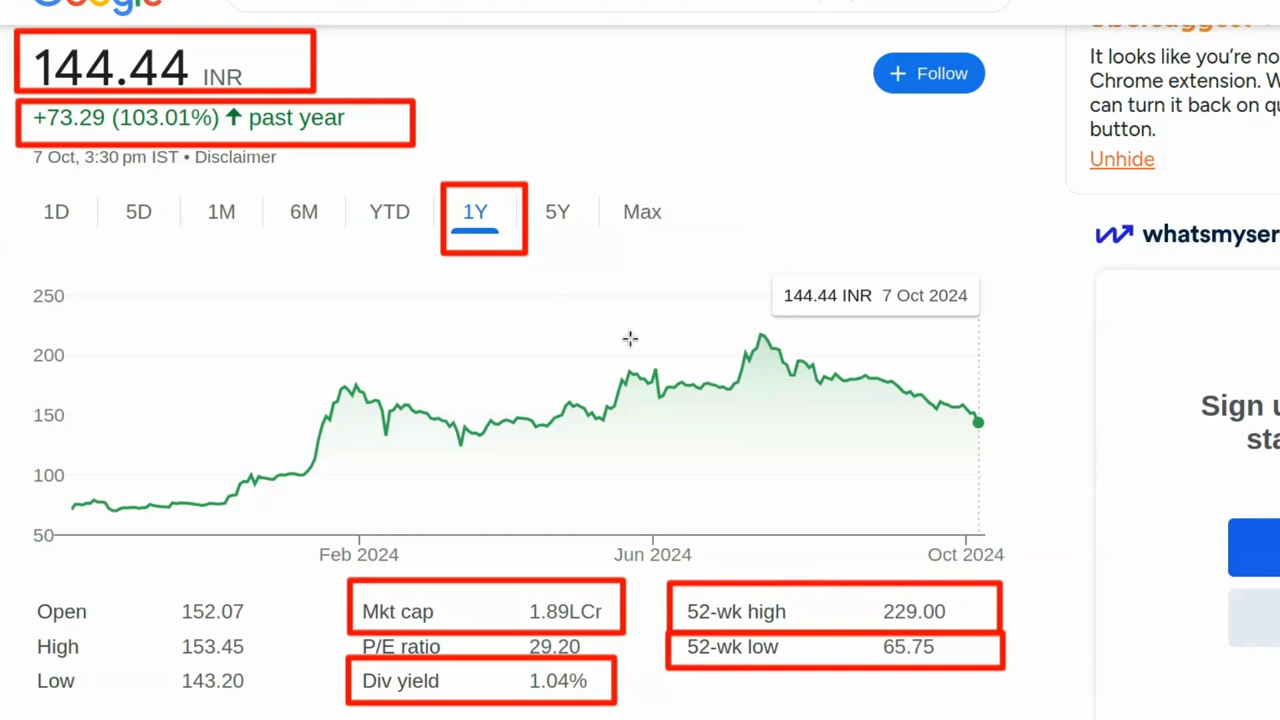 144.44 INR
+73.29 (103.01%) ↑ past year
7 Oct, 3:30 pm IST • Disclaimer
+ Follow
1D 5D 1M 6M YTD 1Y 5Y Max
144.44 INR 7 Oct 2024
250
200
150
100
50
Feb 2024 Jun 2024 Oct 2024
Open 152.07 Mkt cap 1.89LCr 52-wk high 229.00
High 153.45 P/E ratio 29.20 52-wk low 65.75
Low 143.20 Div yield 1.04%
It looks like you're no
Chrome extension. W
can turn it back on qu
button.
Unhide
whatsmyser
Sign u
sta